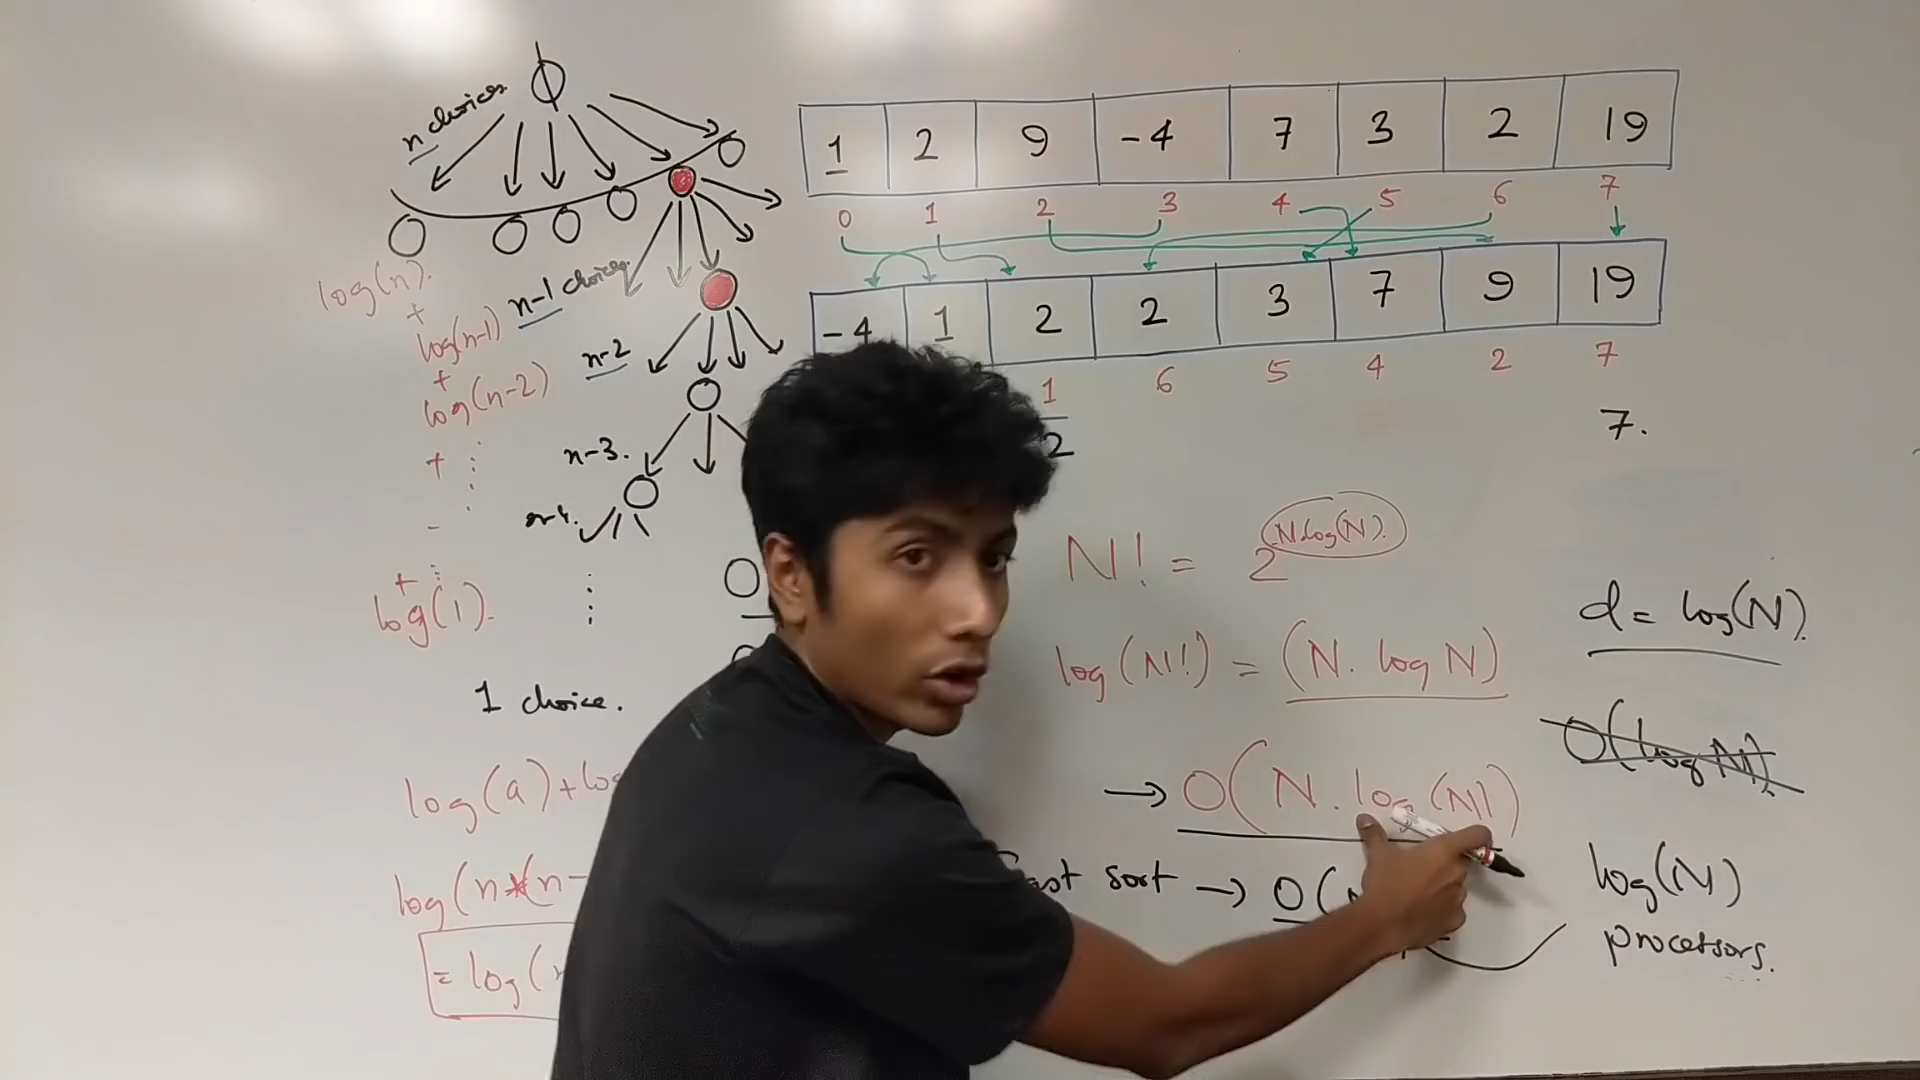 n choices
log(n).
+
log(n-1)
+
log(n-2)
+
+
log(1).
n-1 choices
n-2
n-3.
n-4.
1 choice.
log(a)+log
log(n*(n-
= log(
1 2 9 -4 7 3 2 19
0 1 2 3 4 5 6 7
-4 1 2 2 3 7 9 19
1 6 5 4 2 7
2 7.
N! = 2^{N.log(N).}
log(N!) = (N. log N)
→ O(N.log(N))
sort → O(
d = log(N).
O(log N).
log(N)
processors.